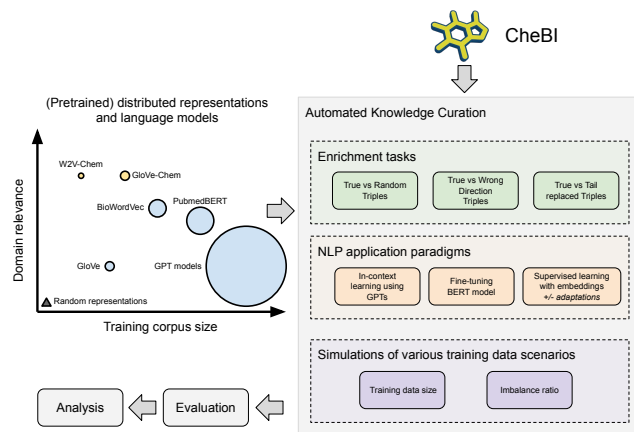 CheBI
(Pretrained) distributed representations
and language models
Domain relevance
W2V-Chem
GloVe-Chem
BioWordVec
PubmedBERT
GloVe
GPT models
Random representations
Training corpus size
Automated Knowledge Curation
Enrichment tasks
True vs Random
Triples
True vs Wrong
Direction
Triples
True vs Tail
replaced Triples
NLP application paradigms
In-context
learning using
GPTs
Fine-tuning
BERT model
Supervised learning
with embeddings
+/- adaptations
Simulations of various training data scenarios
Training data size
Imbalance ratio
Analysis
Evaluation